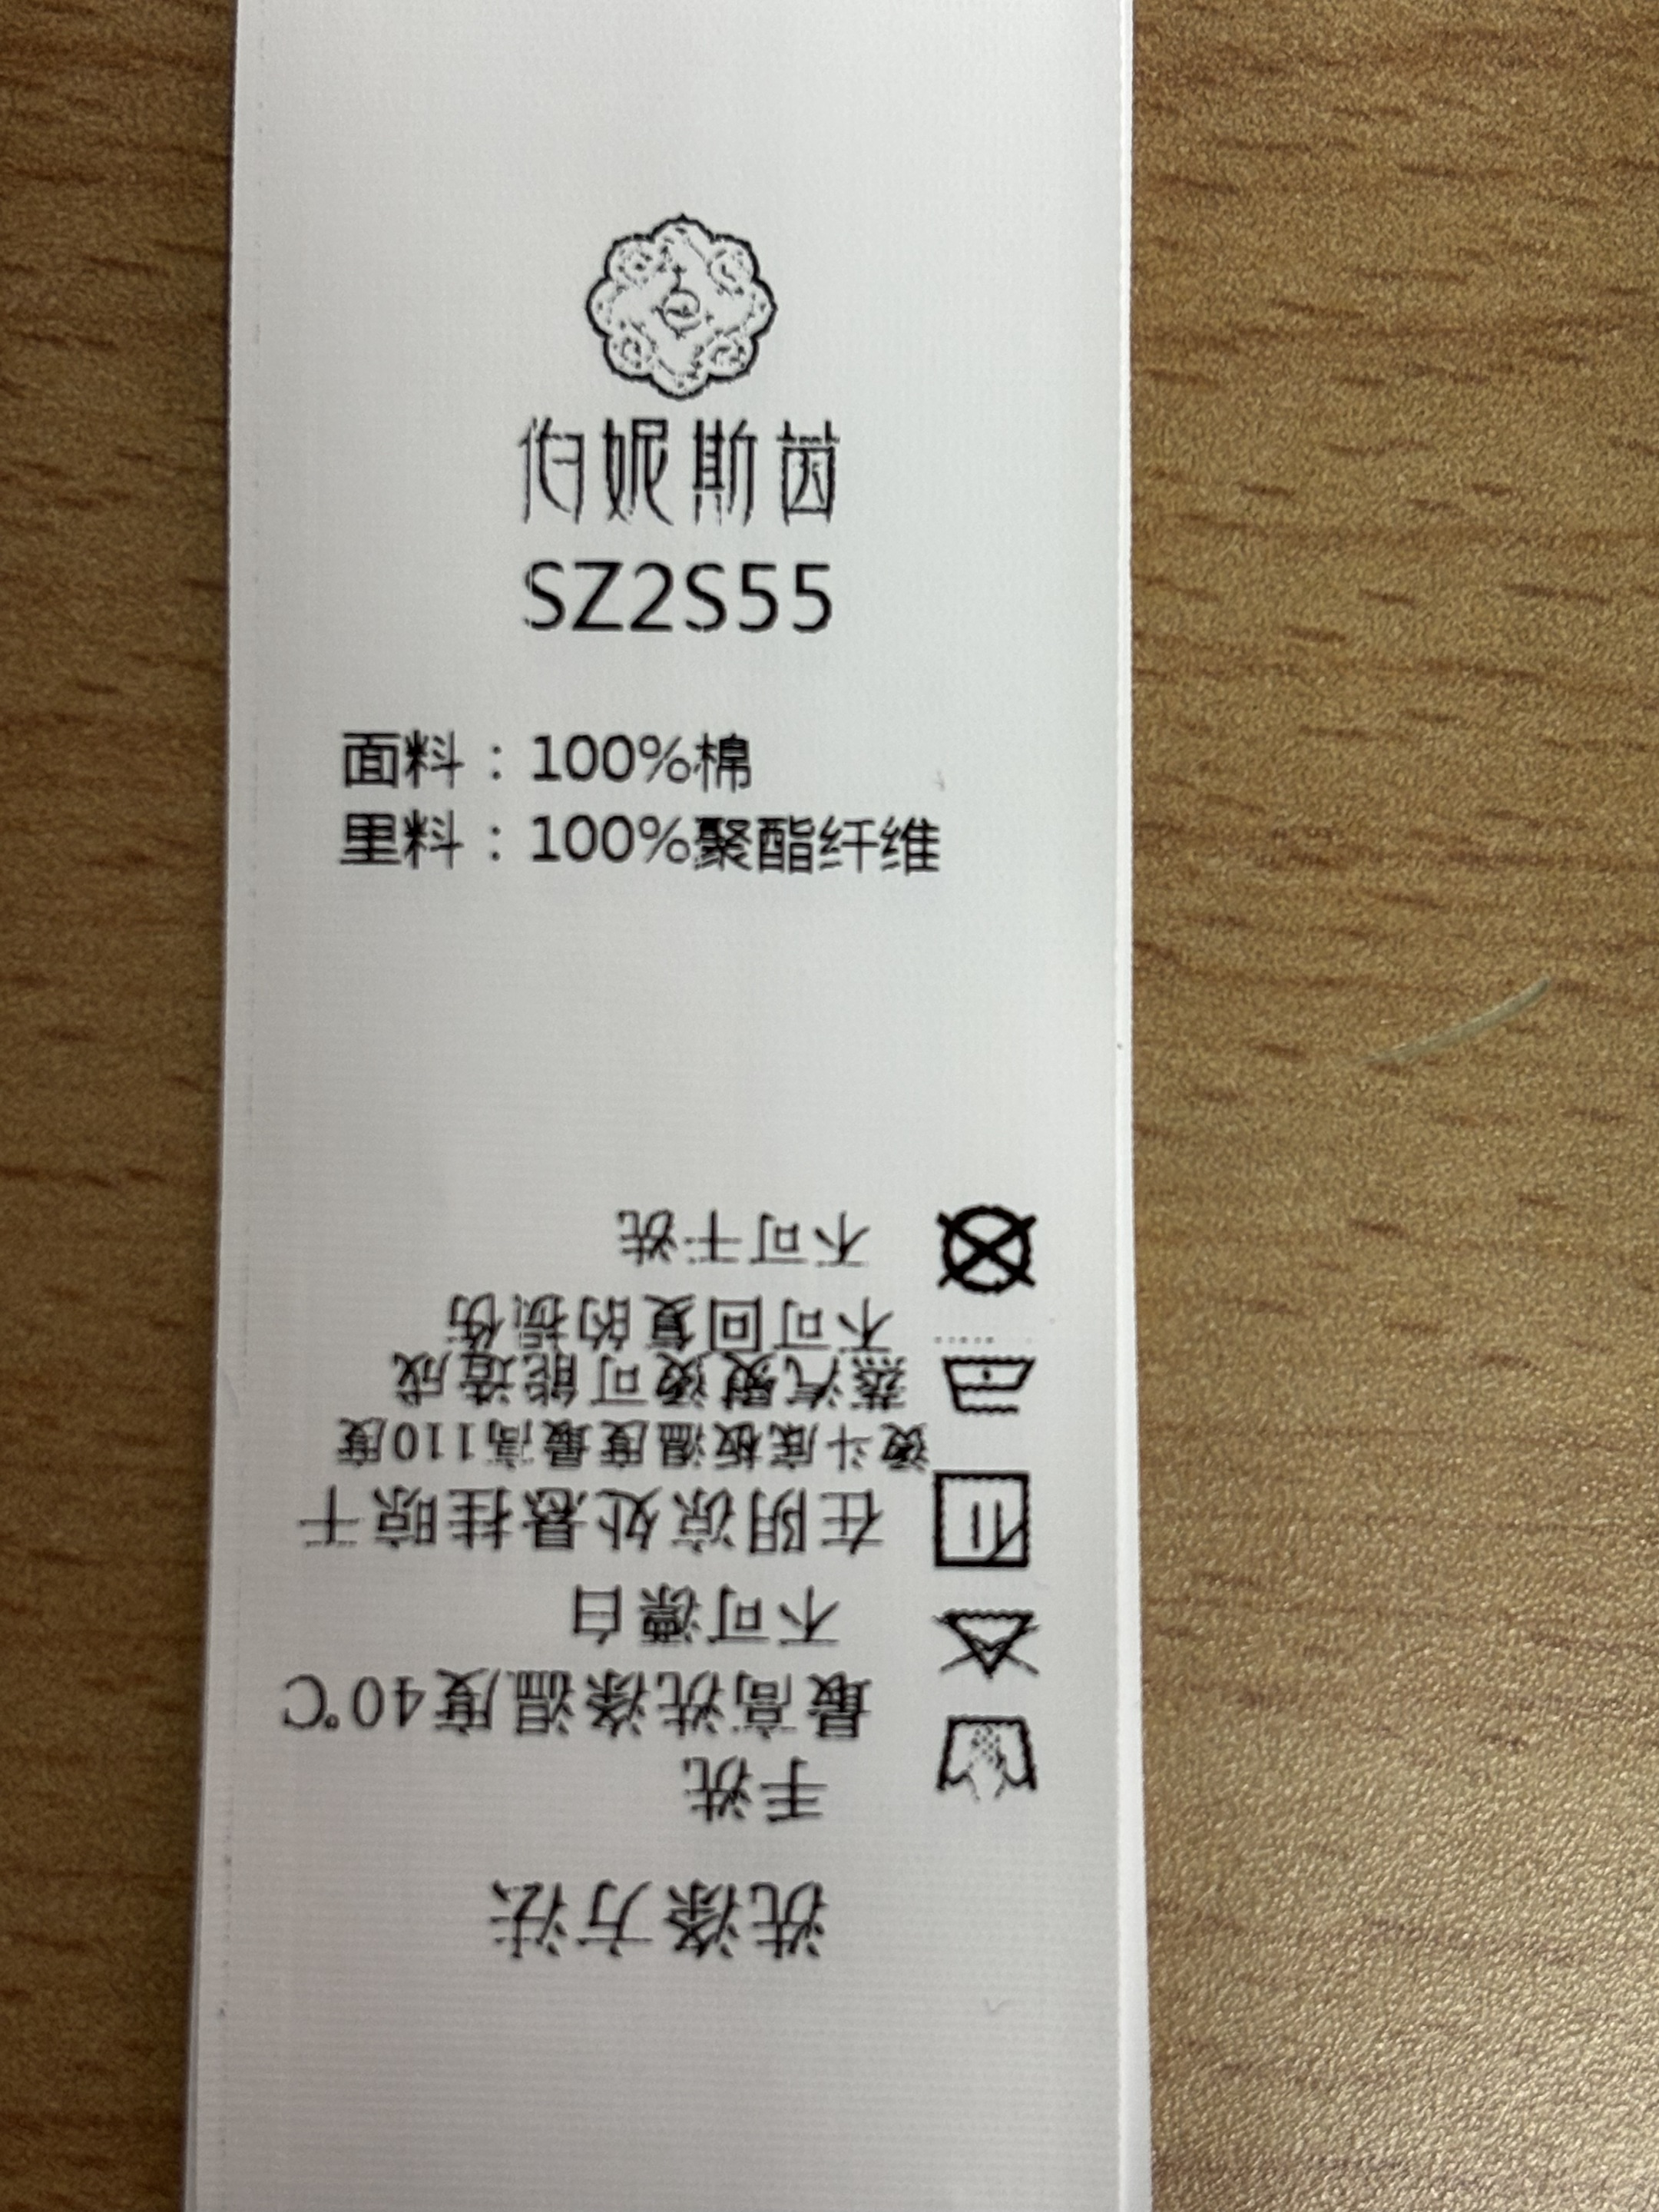 伯妮斯茵
SZ2S55
面料：100%棉
里料：100%聚酯纤维
洗涤方法
手洗
最高洗涤温度40℃
不可漂白
在阴凉处悬挂晾干
熨斗底板温度最高110度
蒸汽熨烫可能造成
不可回复的损伤
不可干洗